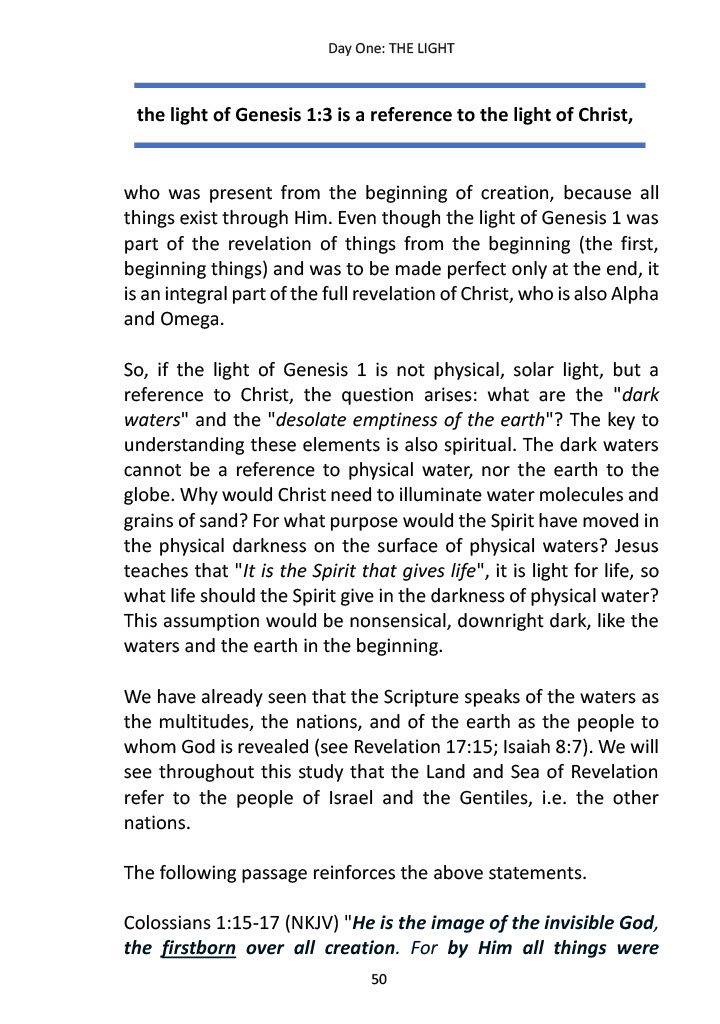 Day One: THE LIGHT
the light of Genesis 1:3 is a reference to the light of Christ,
who was present from the beginning of creation, because all
things exist through Him. Even though the light of Genesis 1 was
part of the revelation of things from the beginning (the first,
beginning things) and was to be made perfect only at the end, it
is an integral part of the full revelation of Christ, who is also Alpha
and Omega.
So, if the light of Genesis 1 is not physical, solar light, but a
reference to Christ, the question arises: what are the "dark
waters" and the "desolate emptiness of the earth"? The key to
understanding these elements is also spiritual. The dark waters
cannot be a reference to physical water, nor the earth to the
globe. Why would Christ need to illuminate water molecules and
grains of sand? For what purpose would the Spirit have moved in
the physical darkness on the surface of physical waters? Jesus
teaches that "It is the Spirit that gives life", it is light for life, so
what life should the Spirit give in the darkness of physical water?
This assumption would be nonsensical, downright dark, like the
waters and the earth in the beginning.
We have already seen that the Scripture speaks of the waters as
the multitudes, the nations, and of the earth as the people to
whom God is revealed (see Revelation 17:15; Isaiah 8:7). We will
see throughout this study that the Land and Sea of Revelation
refer to the people of Israel and the Gentiles, i.e. the other
nations.
The following passage reinforces the above statements.
Colossians 1:15-17 (NKJV) "He is the image of the invisible God,
the firstborn over all creation. For by Him all things were
50